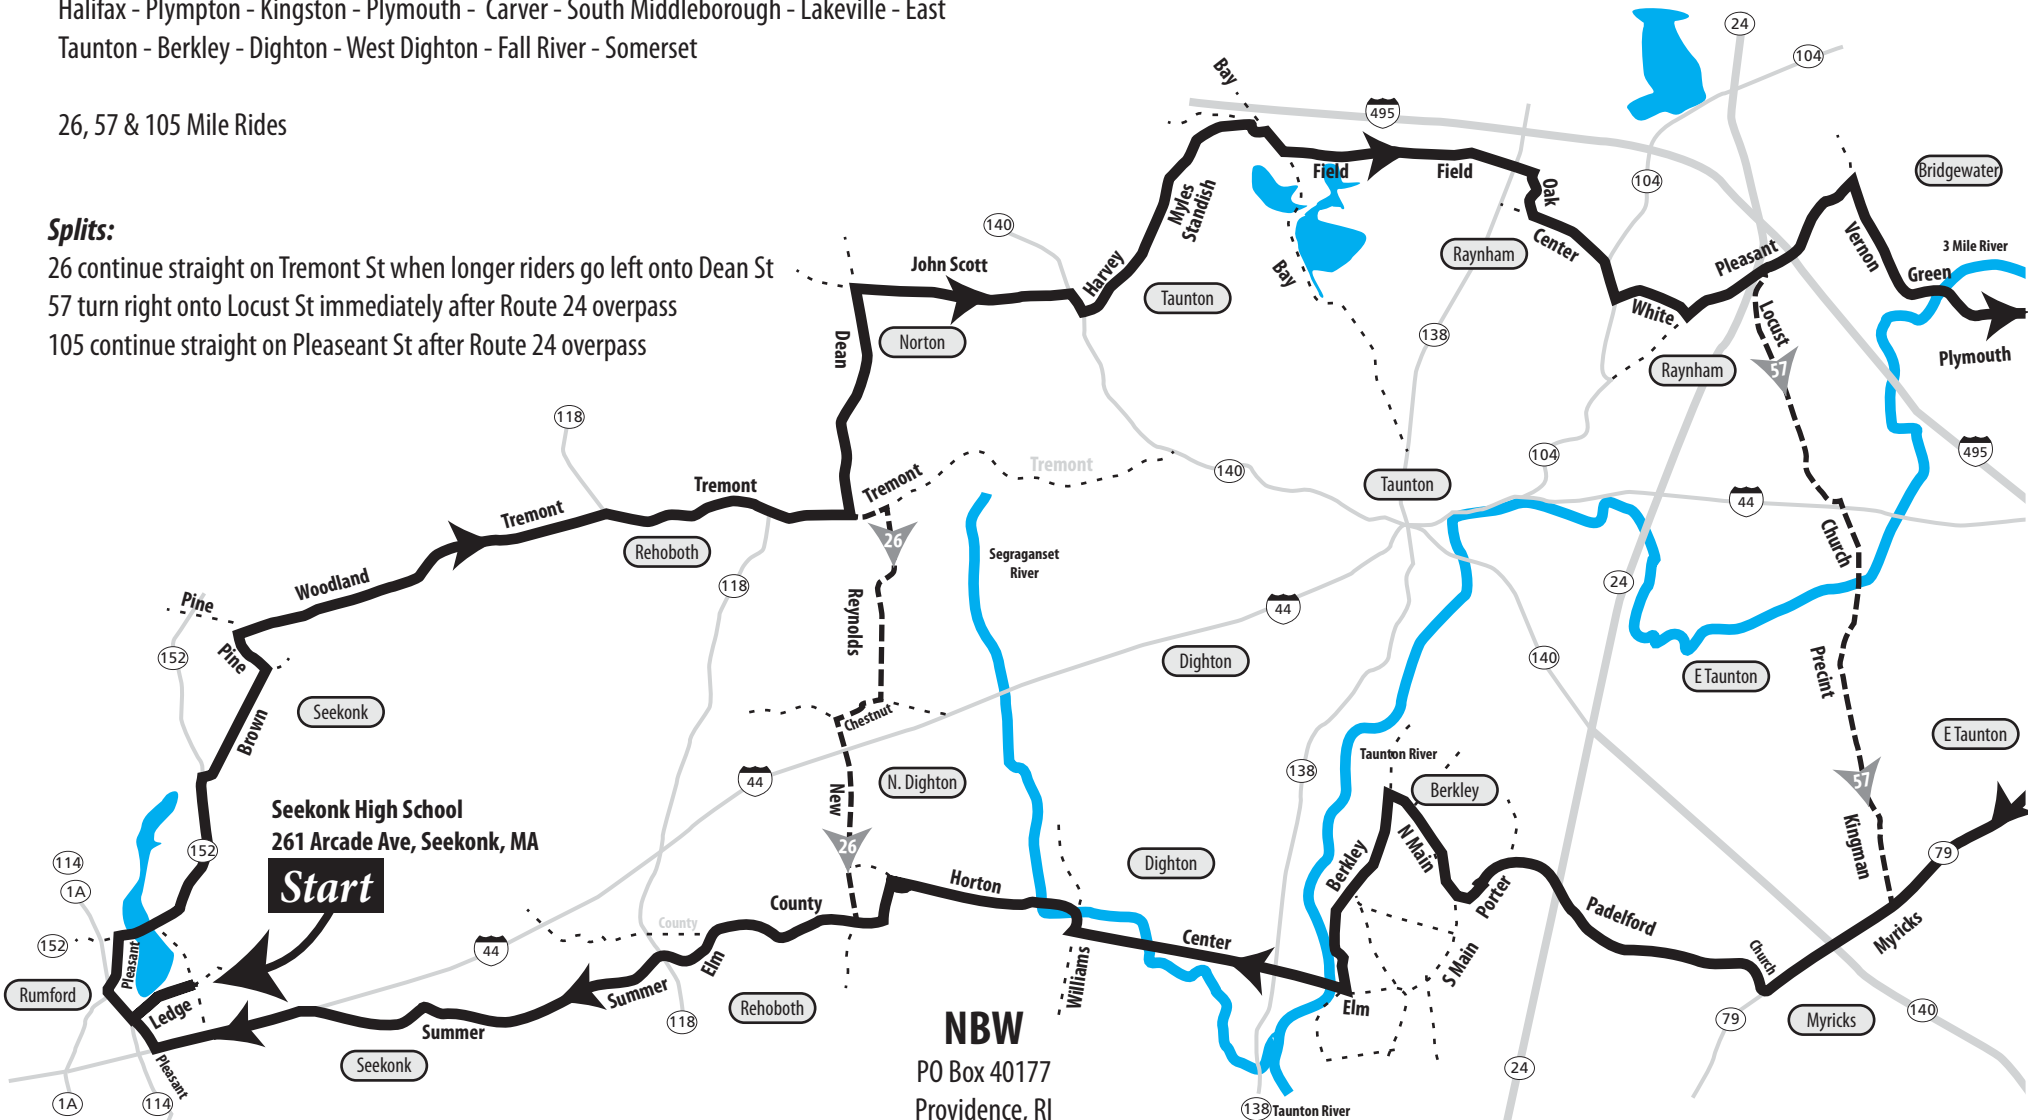 Halifax - Plympton - Kingston - Plymouth - Carver - South Middleborough - Lakeville - East
Taunton - Berkley - Dighton - West Dighton - Fall River - Somerset
26, 57 & 105 Mile Rides
Splits:
26 continue straight on Tremont St when longer riders go left onto Dean St
57 turn right onto Locust St immediately after Route 24 overpass
105 continue straight on Pleaseant St after Route 24 overpass
24
104
Bay
495
Field
Field
Oak
104
Bridgewater
Myles
Standish
140
John Scott
Harvey
Taunton
Bay
Raynham
Center
Pleasant
Vernon
3 Mile River
Green
Dean
Norton
138
White
Locust
Raynham
57
Plymouth
118
Tremont
Tremont
Tremont
Tremont
140
Taunton
104
44
495
Rehoboth
26
Segraganset
River
Church
Woodland
118
Reynolds
44
24
Pine
Pine
152
Dighton
140
Precint
E Taunton
Seekonk
Brown
Chestnut
E Taunton
44
New
N. Dighton
138
Taunton River
Berkley
57
Seekonk High School
261 Arcade Ave, Seekonk, MA
Start
26
152
114
1A
Berkley
N Main
Kingman
79
Dighton
Horton
County
County
Porter
Padelford
Myricks
152
Pleasant
44
Elm
Center
S Main
Church
Rumford
Ledge
Summer
Summer
Rehoboth
118
Williams
Elm
79
Myricks
140
NBW
PO Box 40177
Providence, RI
Seekonk
Pleasant
24
1A
114
138
Taunton River